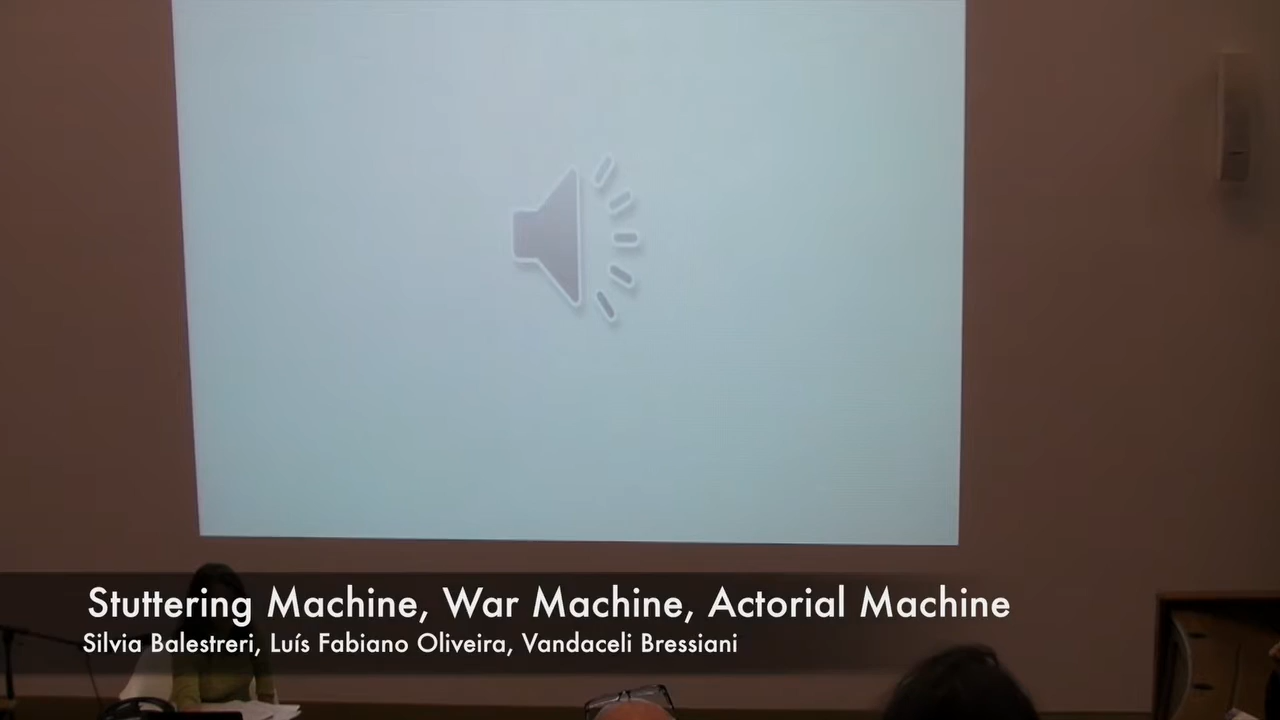 Stuttering Machine, War Machine, Actorial Machine
Silvia Balestreri, Luís Fabiano Oliveira, Vandaceli Bressiani